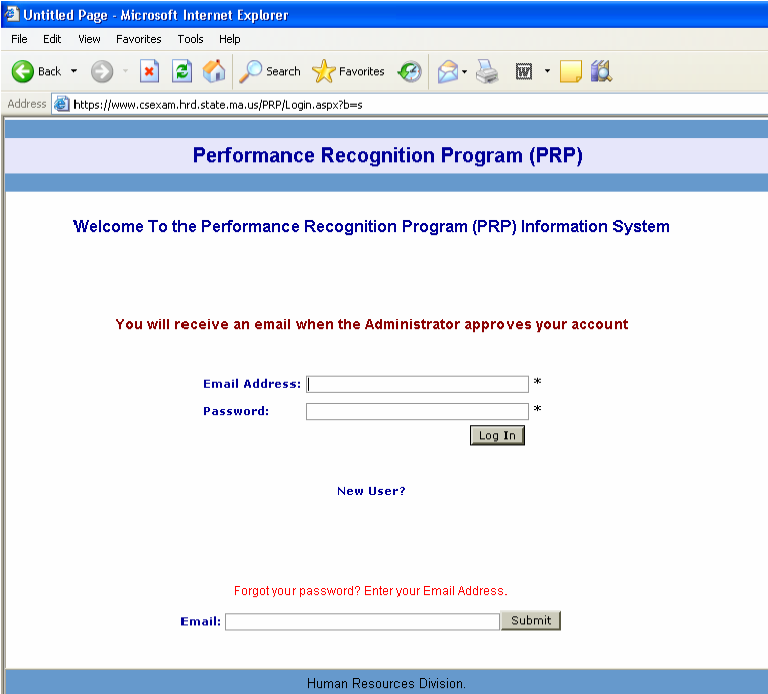 Untitled Page - Microsoft Internet Explorer
File Edit View Favorites Tools Help
Back Search Favorites W
Address https://www.csexam.hrd.state.ma.us/PRP/Login.aspx?b=s
Performance Recognition Program (PRP)
Welcome To the Performance Recognition Program (PRP) Information System
You will receive an email when the Administrator approves your account
Email Address: *
Password: *
Log In
New User?
Forgot your password? Enter your Email Address.
Email: Submit
Human Resources Division.